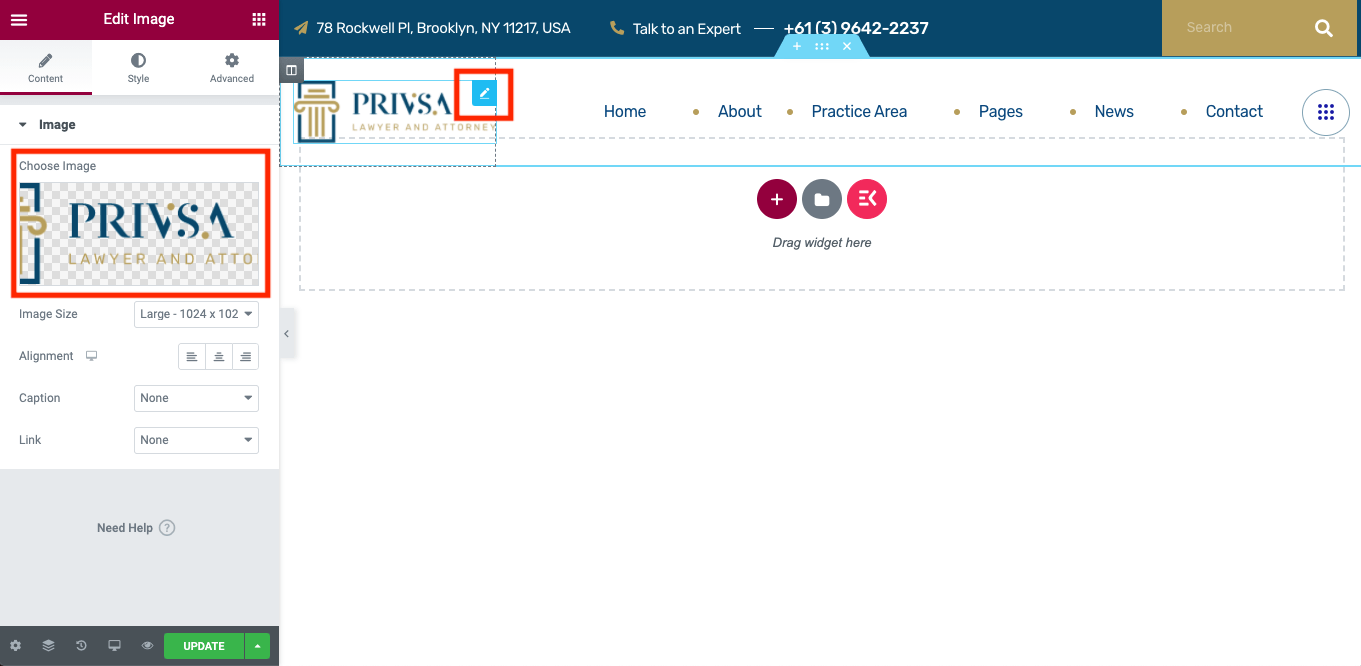 Edit Image
Content
Style
Advanced
Image
Choose Image
PRIVSA
LAWYER AND ATTO
Image Size
Large - 1024 x 102
Alignment
Caption
None
Link
None
Need Help ?
UPDATE
78 Rockwell Pl, Brooklyn, NY 11217, USA
Talk to an Expert
+61 (3) 9642-2237
Search
PRIVSA
LAWYER AND ATTORNEY
Home
About
Practice Area
Pages
News
Contact
Drag widget here